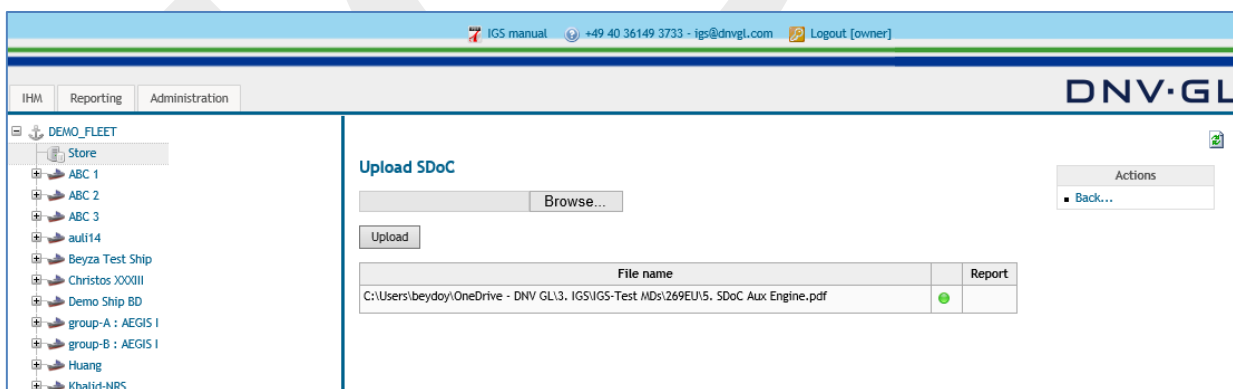 IGS manual +49 40 36149 3733 - igs@dnvgl.com Logout [owner]
DNV·GL
IHM Reporting Administration
DEMO_FLEET
Store
ABC 1
ABC 2
ABC 3
auli14
Beyza Test Ship
Christos XXXIII
Demo Ship BD
group-A : AEGIS I
group-B : AEGIS I
Huang
Khalid-NRS
Upload SDoC
Browse...
Upload
File name Report
C:\Users\beydoy\OneDrive - DNV GL\3. IGS\IGS-Test MDs\269EU\5. SDoC Aux Engine.pdf
Actions
Back...